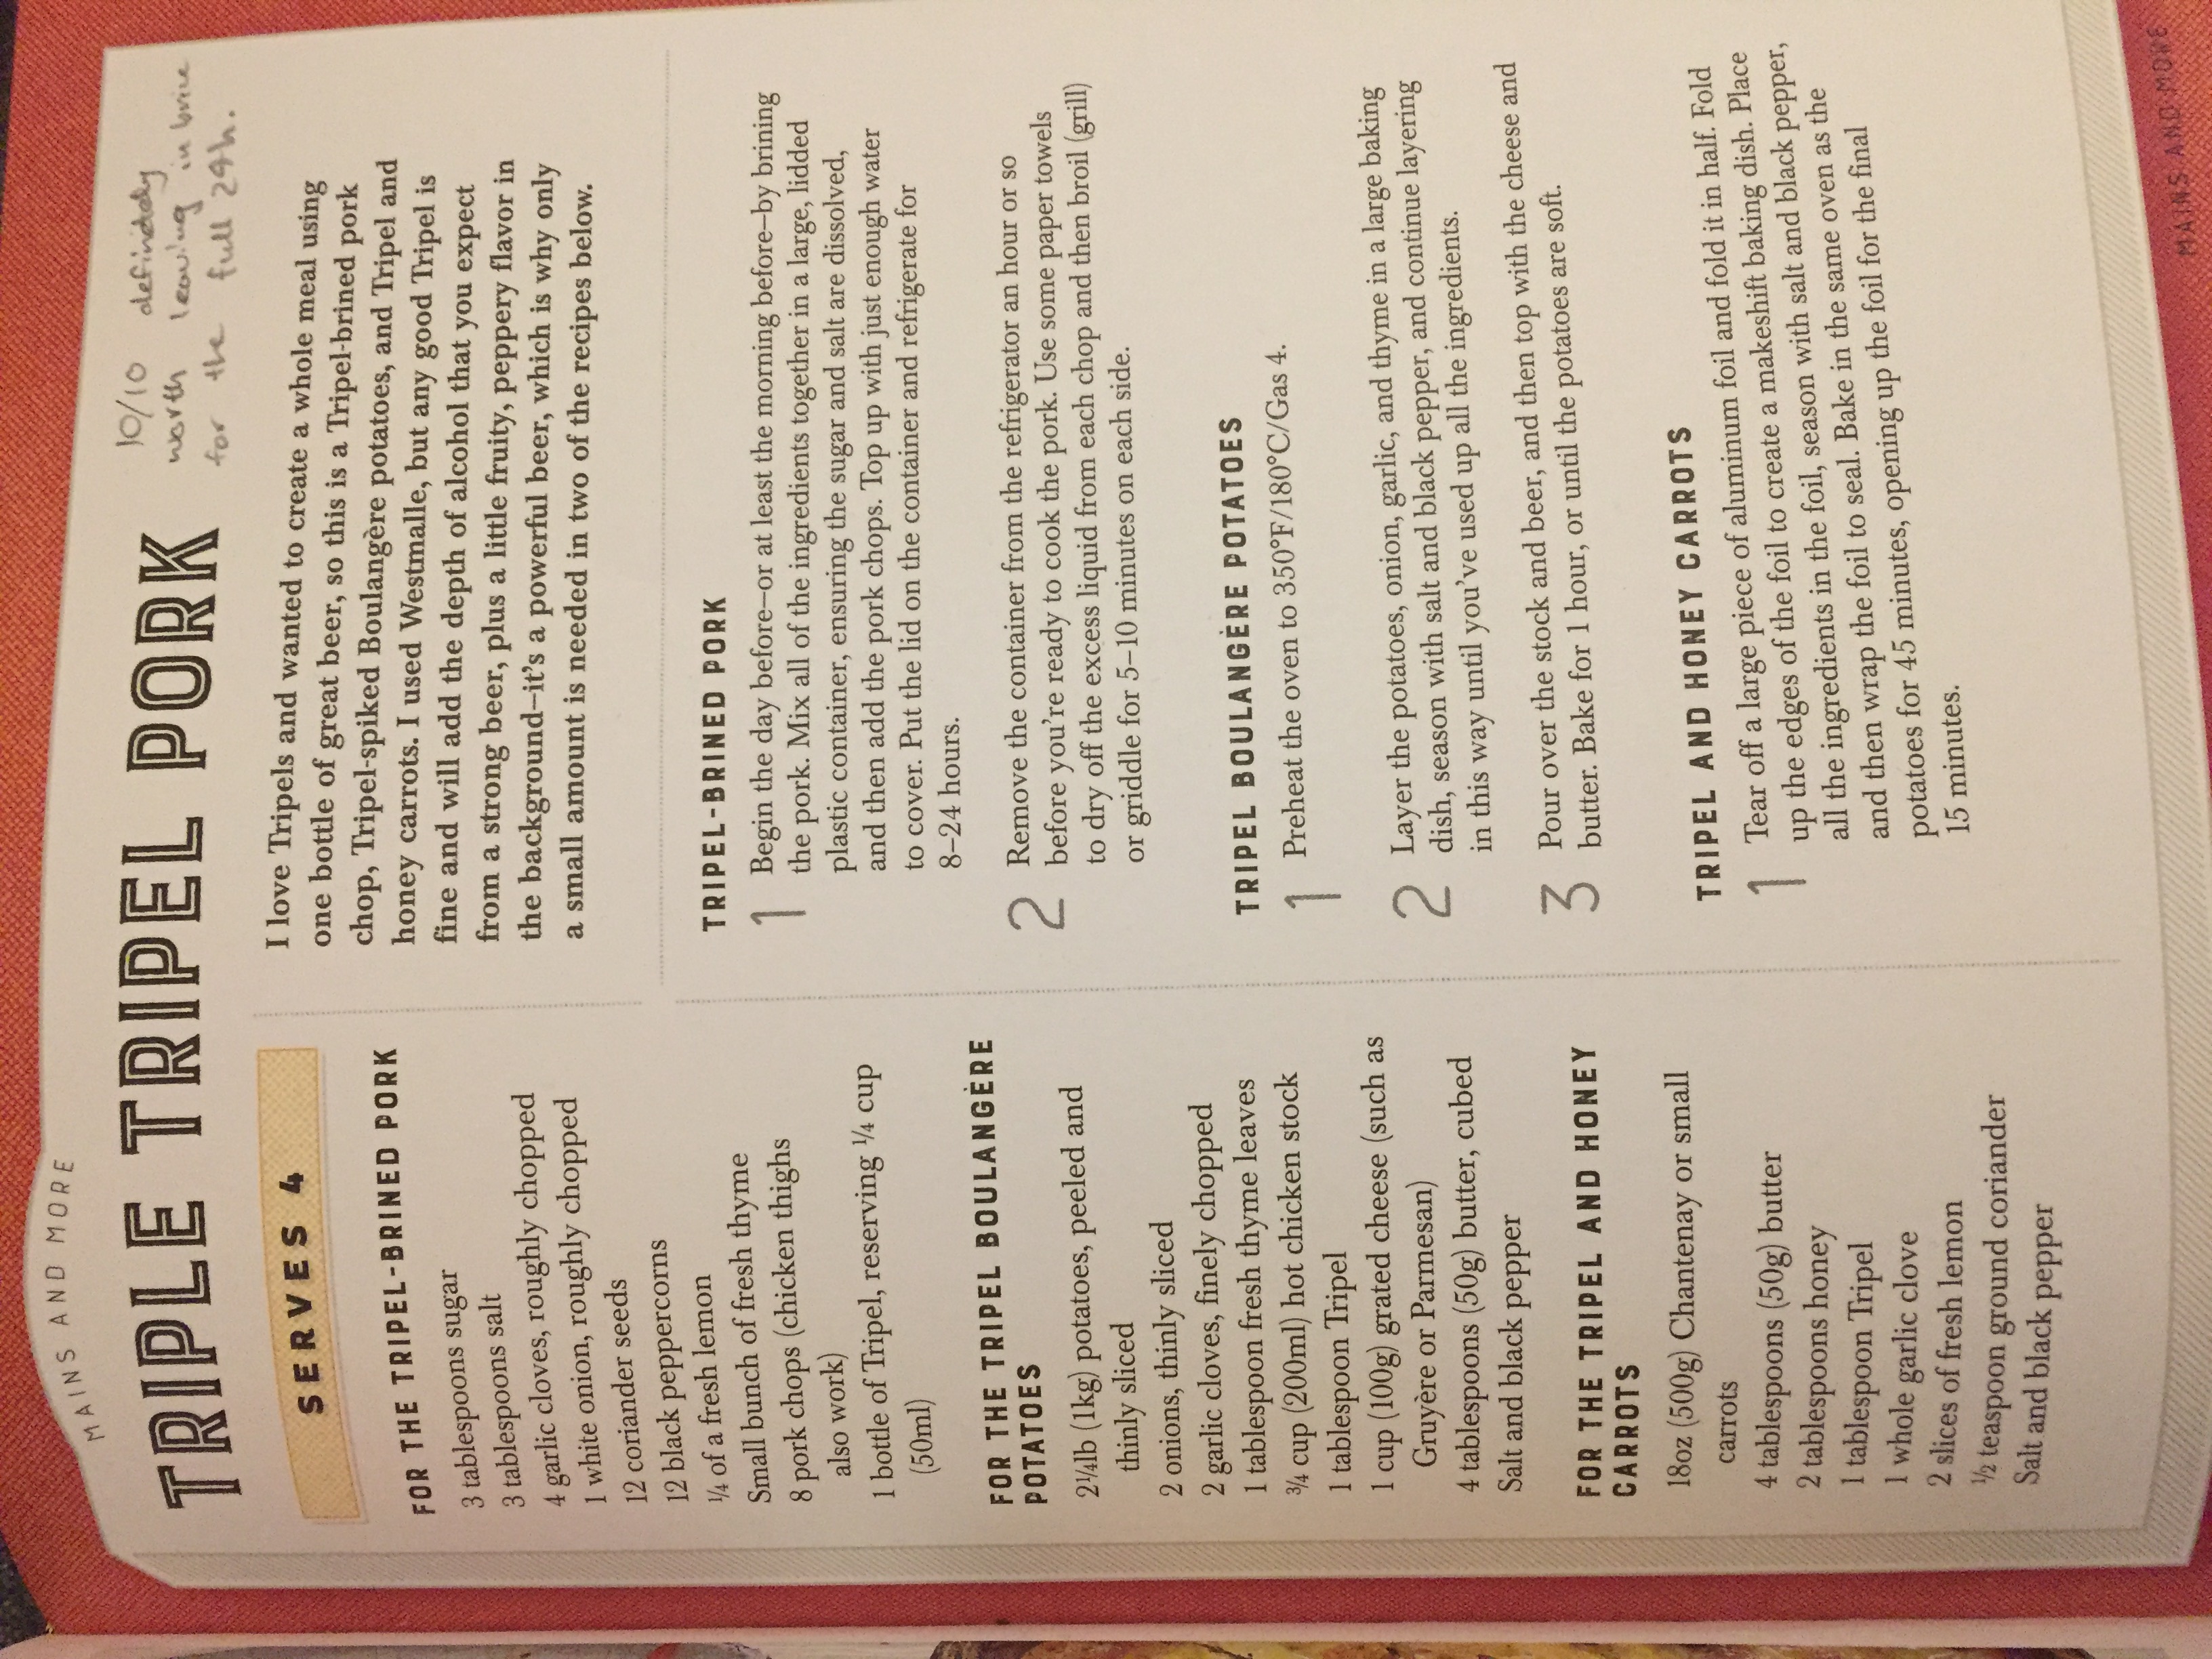 MAINS AND MORE
TRIPLE TRIPEL PORK
10/10 definetely
worth leaving in brine
for the full 24h.
SERVES 4
FOR THE TRIPEL-BRINED PORK
3 tablespoons sugar
3 tablespoons salt
4 garlic cloves, roughly chopped
1 white onion, roughly chopped
12 coriander seeds
12 black peppercorns
¼ of a fresh lemon
Small bunch of fresh thyme
8 pork chops (chicken thighs
also work)
1 bottle of Tripel, reserving ¼ cup
(50ml)
FOR THE TRIPEL BOULANGÈRE
POTATOES
2¼lb (1kg) potatoes, peeled and
thinly sliced
2 onions, thinly sliced
2 garlic cloves, finely chopped
1 tablespoon fresh thyme leaves
¾ cup (200ml) hot chicken stock
1 tablespoon Tripel
1 cup (100g) grated cheese (such as
Gruyère or Parmesan)
4 tablespoons (50g) butter, cubed
Salt and black pepper
FOR THE TRIPEL AND HONEY
CARROTS
18oz (500g) Chantenay or small
carrots
4 tablespoons (50g) butter
2 tablespoons honey
1 tablespoon Tripel
1 whole garlic clove
2 slices of fresh lemon
½ teaspoon ground coriander
Salt and black pepper
I love Tripels and wanted to create a whole meal using
one bottle of great beer, so this is a Tripel-brined pork
chop, Tripel-spiked Boulangère potatoes, and Tripel and
honey carrots. I used Westmalle, but any good Tripel is
fine and will add the depth of alcohol that you expect
from a strong beer, plus a little fruity, peppery flavor in
the background—it's a powerful beer, which is why only
a small amount is needed in two of the recipes below.
TRIPEL-BRINED PORK
1 Begin the day before—or at least the morning before—by brining
the pork. Mix all of the ingredients together in a large, lidded
plastic container, ensuring the sugar and salt are dissolved,
and then add the pork chops. Top up with just enough water
to cover. Put the lid on the container and refrigerate for
8–24 hours.
2 Remove the container from the refrigerator an hour or so
before you're ready to cook the pork. Use some paper towels
to dry off the excess liquid from each chop and then broil (grill)
or griddle for 5–10 minutes on each side.
TRIPEL BOULANGÈRE POTATOES
1 Preheat the oven to 350°F/180°C/Gas 4.
2 Layer the potatoes, onion, garlic, and thyme in a large baking
dish, season with salt and black pepper, and continue layering
in this way until you've used up all the ingredients.
3 Pour over the stock and beer, and then top with the cheese and
butter. Bake for 1 hour, or until the potatoes are soft.
TRIPEL AND HONEY CARROTS
1 Tear off a large piece of aluminum foil and fold it in half. Fold
up the edges of the foil to create a makeshift baking dish. Place
all the ingredients in the foil, season with salt and black pepper,
and then wrap the foil to seal. Bake in the same oven as the
potatoes for 45 minutes, opening up the foil for the final
15 minutes.
MAINS AND MORE